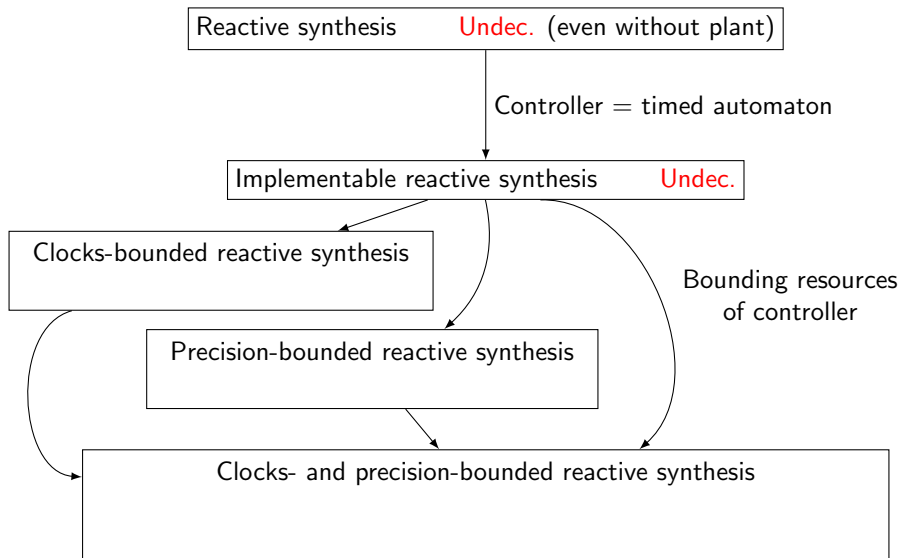 Reactive synthesis Undec. (even without plant)
Controller = timed automaton
Implementable reactive synthesis Undec.
Clocks-bounded reactive synthesis
Bounding resources
of controller
Precision-bounded reactive synthesis
Clocks- and precision-bounded reactive synthesis